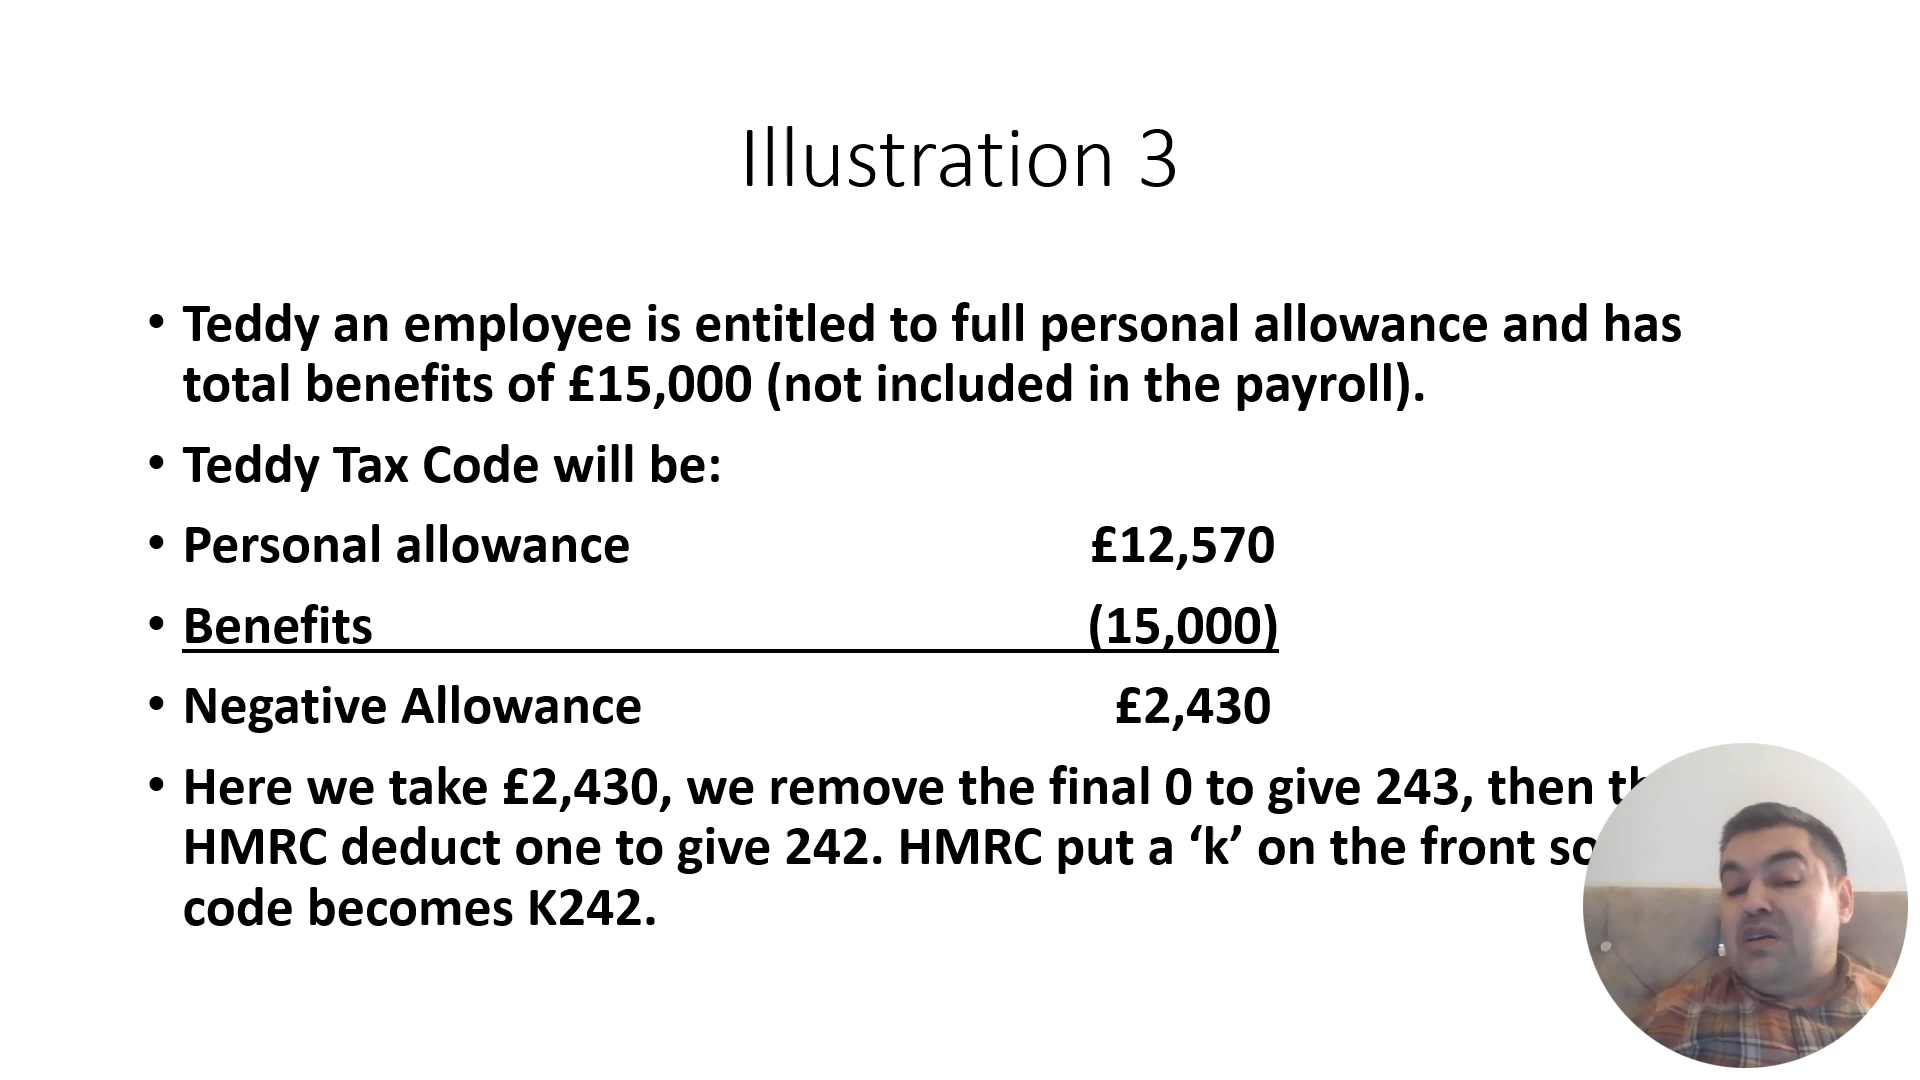 Illustration 3
• Teddy an employee is entitled to full personal allowance and has
total benefits of £15,000 (not included in the payroll).
• Teddy Tax Code will be:
• Personal allowance £12,570
• Benefits (15,000)
• Negative Allowance £2,430
• Here we take £2,430, we remove the final 0 to give 243, then
HMRC deduct one to give 242. HMRC put a ‘k’ on the front so
code becomes K242.